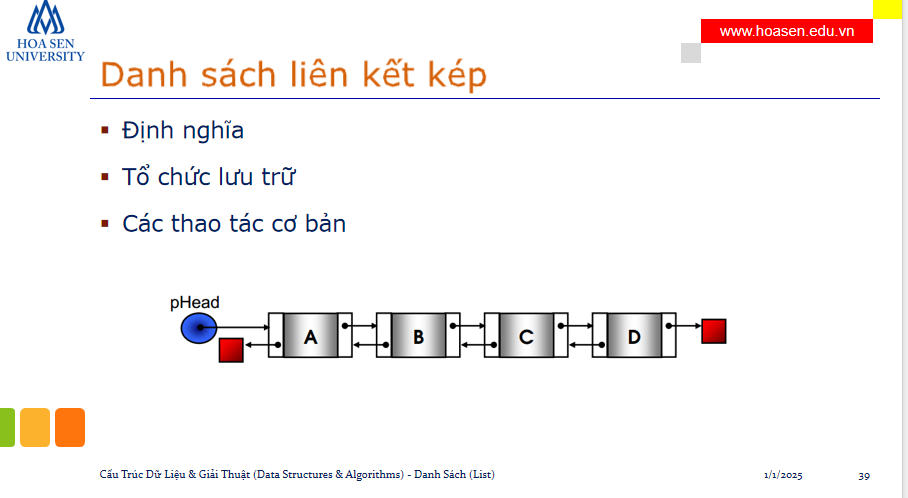 HOA SEN
UNIVERSITY
www.hoasen.edu.vn
Danh sách liên kết kép
Định nghĩa
Tổ chức lưu trữ
Các thao tác cơ bản
pHead
A B C D
Cấu Trúc Dữ Liệu & Giải Thuật (Data Structures & Algorithms) - Danh Sách (List) 1/1/2025 39